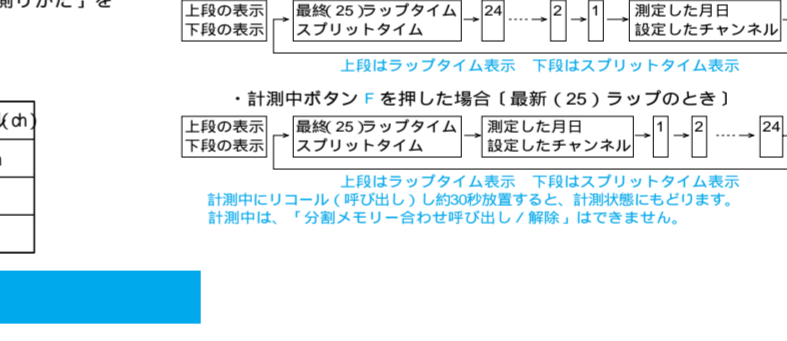 上段の表示
下段の表示
最終(25)ラップタイム
スプリットタイム
24
2
1
測定した月日
設定したチャンネル
上段はラップタイム表示　下段はスプリットタイム表示
・計測中ボタン F を押した場合〔最新(25)ラップのとき〕
(ch)
上段の表示
下段の表示
最終(25)ラップタイム
スプリットタイム
測定した月日
設定したチャンネル
1
2
24
上段はラップタイム表示　下段はスプリットタイム表示
計測中にリコール(呼び出し)し約30秒放置すると、計測状態にもどります。
計測中は、「分割メモリー合わせ呼び出し/解除」はできません。